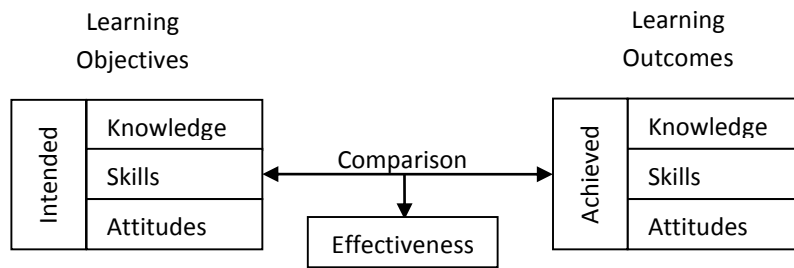 Learning
Objectives
Intended
Knowledge
Skills
Attitudes
Comparison
Effectiveness
Learning
Outcomes
Achieved
Knowledge
Skills
Attitudes